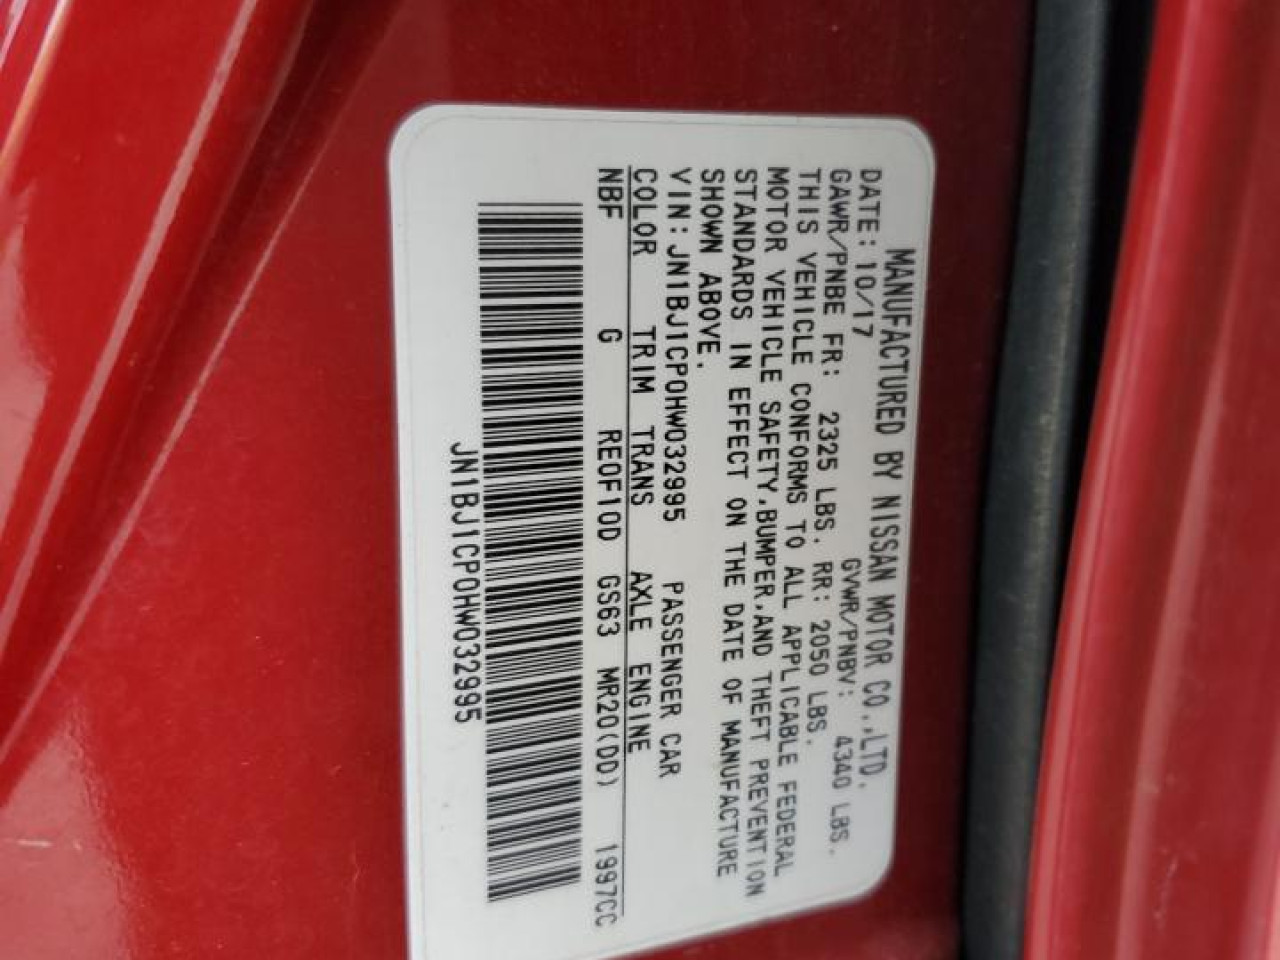 MANUFACTURED BY NISSAN MOTOR CO.,LTD.
DATE: 10/17 GVWR/PNBV: 4340 LBS.
GAWR/PNBE FR: 2325 LBS. RR: 2050 LBS.
THIS VEHICLE CONFORMS TO ALL APPLICABLE FEDERAL
MOTOR VEHICLE SAFETY,BUMPER,AND THEFT PREVENTION
STANDARDS IN EFFECT ON THE DATE OF MANUFACTURE
SHOWN ABOVE.
VIN: JN1BJ1CP0HW032995 PASSENGER CAR
COLOR TRIM TRANS AXLE ENGINE
NBF G RE0F10D GS63 MR20(DD) 1997CC
JN1BJ1CP0HW032995